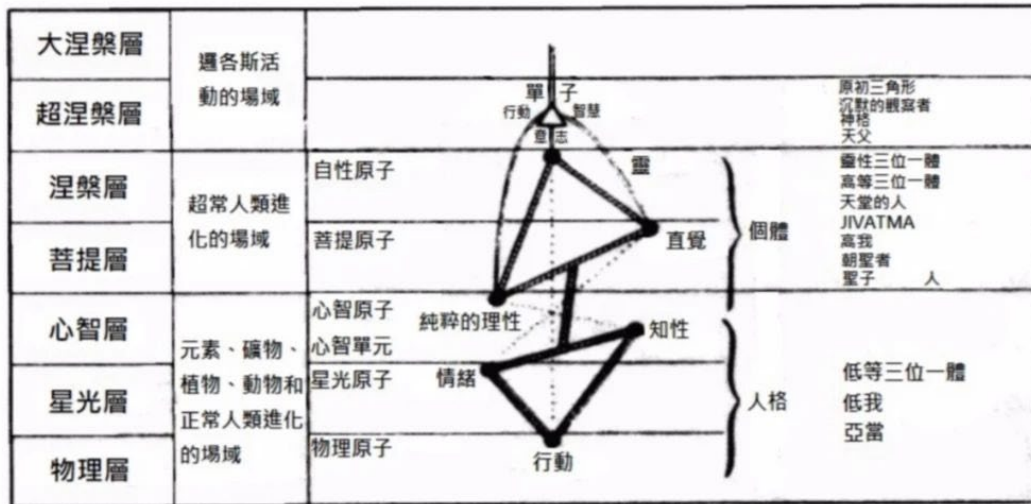 大涅槃層
超涅槃層
涅槃層
菩提層
心智層
星光層
物理層
邏各斯活
動的場域
超常人類進
化的場域
元素、礦物、
植物、動物和
正常人類進化
的場域
自性原子
菩提原子
心智原子
心智單元
星光原子
物理原子
單子
行動 智慧
意志
靈
直覺
純粹的理性
知性
情緒
行動
個體
人格
原初三角形
沉默的觀察者
神格
天父
靈性三位一體
高等三位一體
天堂的人
JIVATMA
高我
朝聖者
聖子 人
低等三位一體
低我
亞當